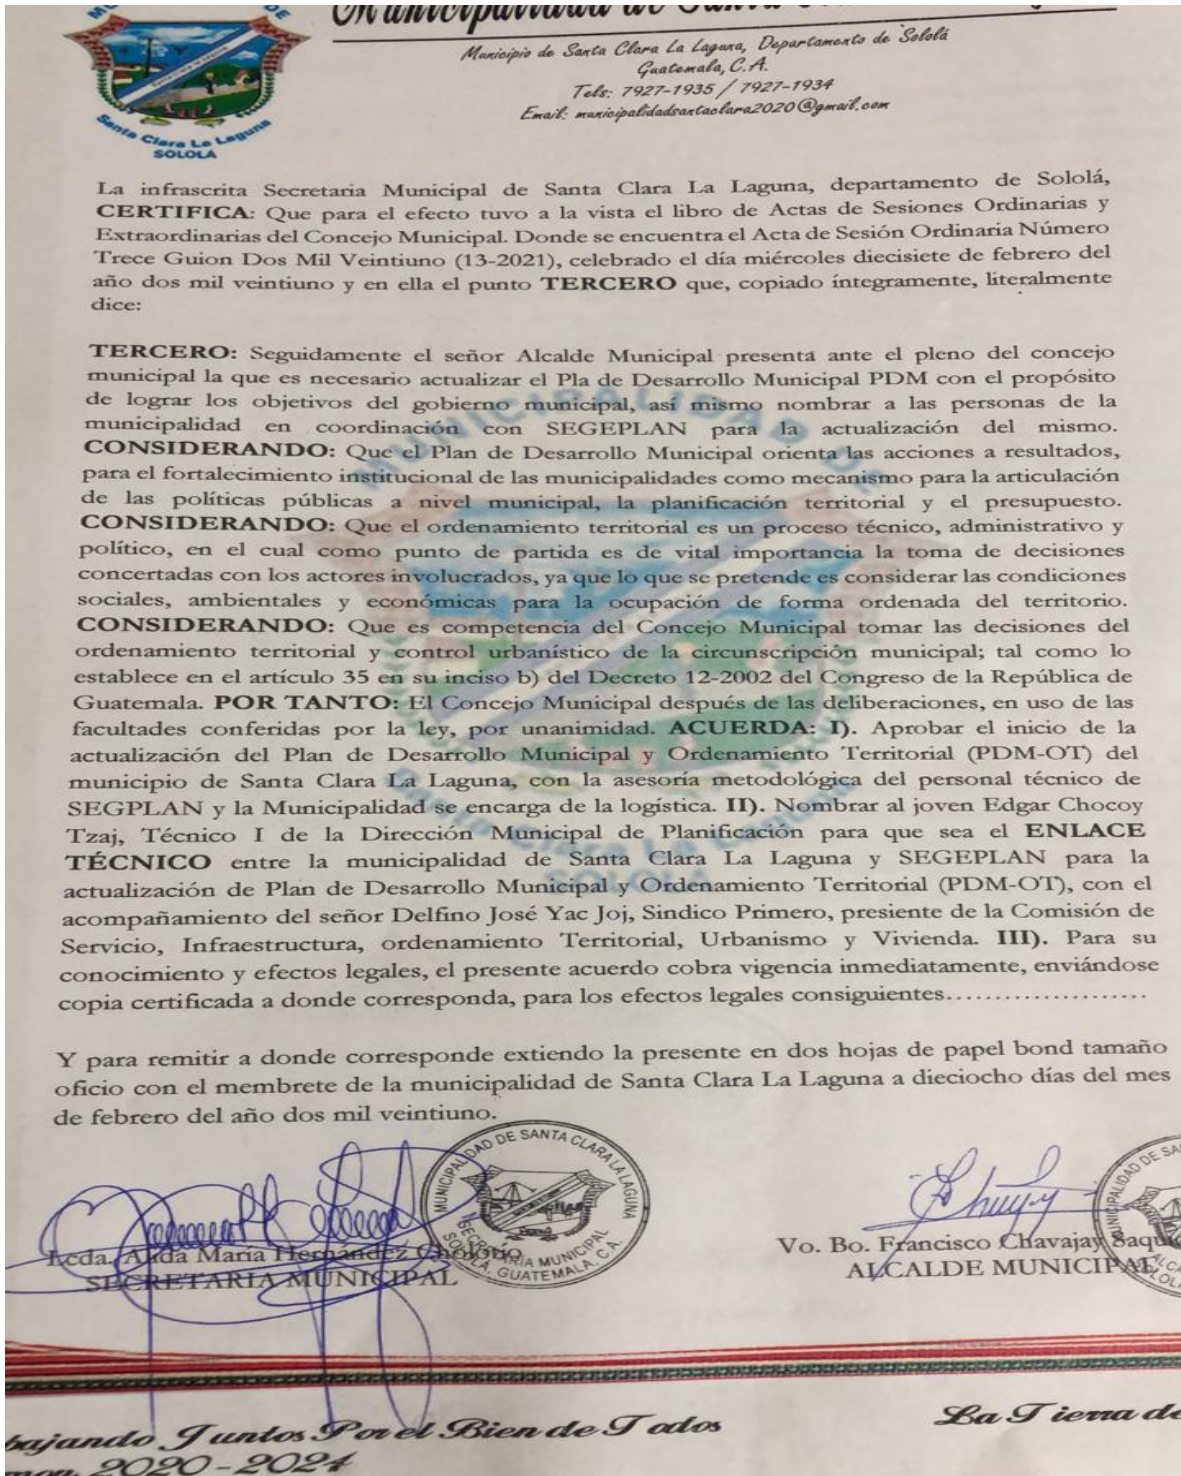 Municipalidad de Santa
Municipio de Santa Clara La Laguna, Departamento de Sololá
Guatemala, C.A.
Tels: 7927-1935 / 7927-1934
Email: municipalidadsantaclara2020@gmail.com
Santa Clara La Laguna
SOLOLA
La infrascrita Secretaria Municipal de Santa Clara La Laguna, departamento de Sololá,
CERTIFICA: Que para el efecto tuvo a la vista el libro de Actas de Sesiones Ordinarias y
Extraordinarias del Concejo Municipal. Donde se encuentra el Acta de Sesión Ordinaria Número
Trece Guion Dos Mil Veintiuno (13-2021), celebrado el día miércoles diecisiete de febrero del
año dos mil veintiuno y en ella el punto TERCERO que, copiado íntegramente, literalmente
dice:
TERCERO: Seguidamente el señor Alcalde Municipal presenta ante el pleno del concejo
municipal la que es necesario actualizar el Pla de Desarrollo Municipal PDM con el propósito
de lograr los objetivos del gobierno municipal, así mismo nombrar a las personas de la
municipalidad en coordinación con SEGEPLAN para la actualización del mismo.
CONSIDERANDO: Que el Plan de Desarrollo Municipal orienta las acciones a resultados,
para el fortalecimiento institucional de las municipalidades como mecanismo para la articulación
de las políticas públicas a nivel municipal, la planificación territorial y el presupuesto.
CONSIDERANDO: Que el ordenamiento territorial es un proceso técnico, administrativo y
político, en el cual como punto de partida es de vital importancia la toma de decisiones
concertadas con los actores involucrados, ya que lo que se pretende es considerar las condiciones
sociales, ambientales y económicas para la ocupación de forma ordenada del territorio.
CONSIDERANDO: Que es competencia del Concejo Municipal tomar las decisiones del
ordenamiento territorial y control urbanístico de la circunscripción municipal; tal como lo
establece en el artículo 35 en su inciso b) del Decreto 12-2002 del Congreso de la República de
Guatemala. POR TANTO: El Concejo Municipal después de las deliberaciones, en uso de las
facultades conferidas por la ley, por unanimidad. ACUERDA: I). Aprobar el inicio de la
actualización del Plan de Desarrollo Municipal y Ordenamiento Territorial (PDM-OT) del
municipio de Santa Clara La Laguna, con la asesoría metodológica del personal técnico de
SEGPLAN y la Municipalidad se encarga de la logística. II). Nombrar al joven Edgar Chocoy
Tzaj, Técnico I de la Dirección Municipal de Planificación para que sea el ENLACE
TÉCNICO entre la municipalidad de Santa Clara La Laguna y SEGEPLAN para la
actualización de Plan de Desarrollo Municipal y Ordenamiento Territorial (PDM-OT), con el
acompañamiento del señor Delfino José Yac Joj, Sindico Primero, presiente de la Comisión de
Servicio, Infraestructura, ordenamiento Territorial, Urbanismo y Vivienda. III). Para su
conocimiento y efectos legales, el presente acuerdo cobra vigencia inmediatamente, enviándose
copia certificada a donde corresponda, para los efectos legales consiguientes.....................
Y para remitir a donde corresponde extiendo la presente en dos hojas de papel bond tamaño
oficio con el membrete de la municipalidad de Santa Clara La Laguna a dieciocho días del mes
de febrero del año dos mil veintiuno.
MUNICIPALIDAD DE SANTA CLARA LA LAGUNA
SECRETARIA MUNICIPAL
SOLOLA, GUATEMALA, C.A.
Lcda. Alida María Hernández Cholotio
SECRETARIA MUNICIPAL
Vo. Bo. Francisco Chavajay
ALCALDE MUNICIPAL
bajando Juntos Por el Bien de Todos
2020 - 2024
La Tierra de